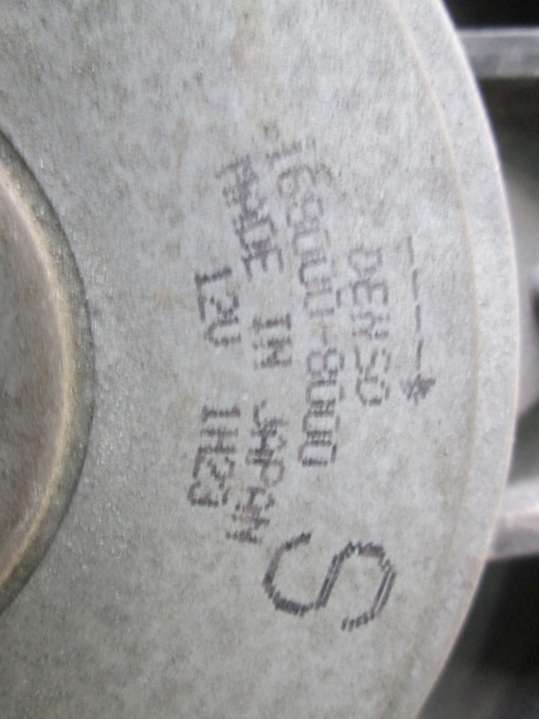 DENSO
168000-8000
MADE IN JAPAN
12V 1H23
S